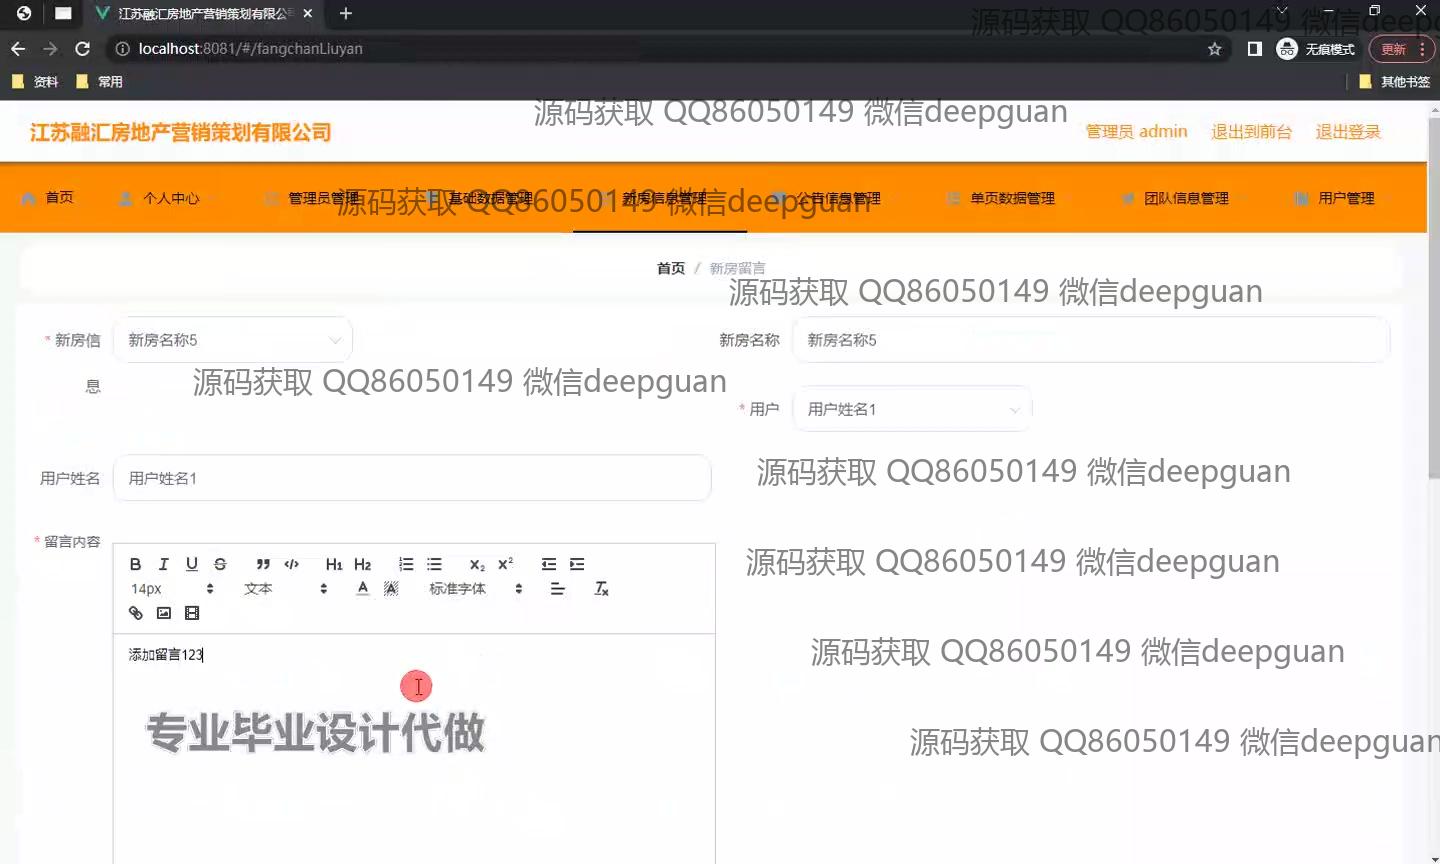 江苏融汇房地产营销策划有限公司
源码获取 QQ86050149 微信deepg
localhost:8081/#/fangchanLiuyan
无痕模式
更新
资料
常用
其他书签
源码获取 QQ86050149 微信deepguan
江苏融汇房地产营销策划有限公司
管理员 admin
退出到前台
退出登录
首页
个人中心
管理员管理
基础数据管理
新房信息管理
公告信息管理
单页数据管理
团队信息管理
用户管理
源码获取 QQ86050149 微信deepguan
首页 / 新房留言
源码获取 QQ86050149 微信deepguan
* 新房信息
新房名称5
新房名称
新房名称5
源码获取 QQ86050149 微信deepguan
* 用户
用户姓名1
用户姓名
用户姓名1
源码获取 QQ86050149 微信deepguan
* 留言内容
B I U S ” </> H1 H2 X2 X2
14px 文本 A A 标准字体 Tx
源码获取 QQ86050149 微信deepguan
添加留言123
源码获取 QQ86050149 微信deepguan
专业毕业设计代做
源码获取 QQ86050149 微信deepguan